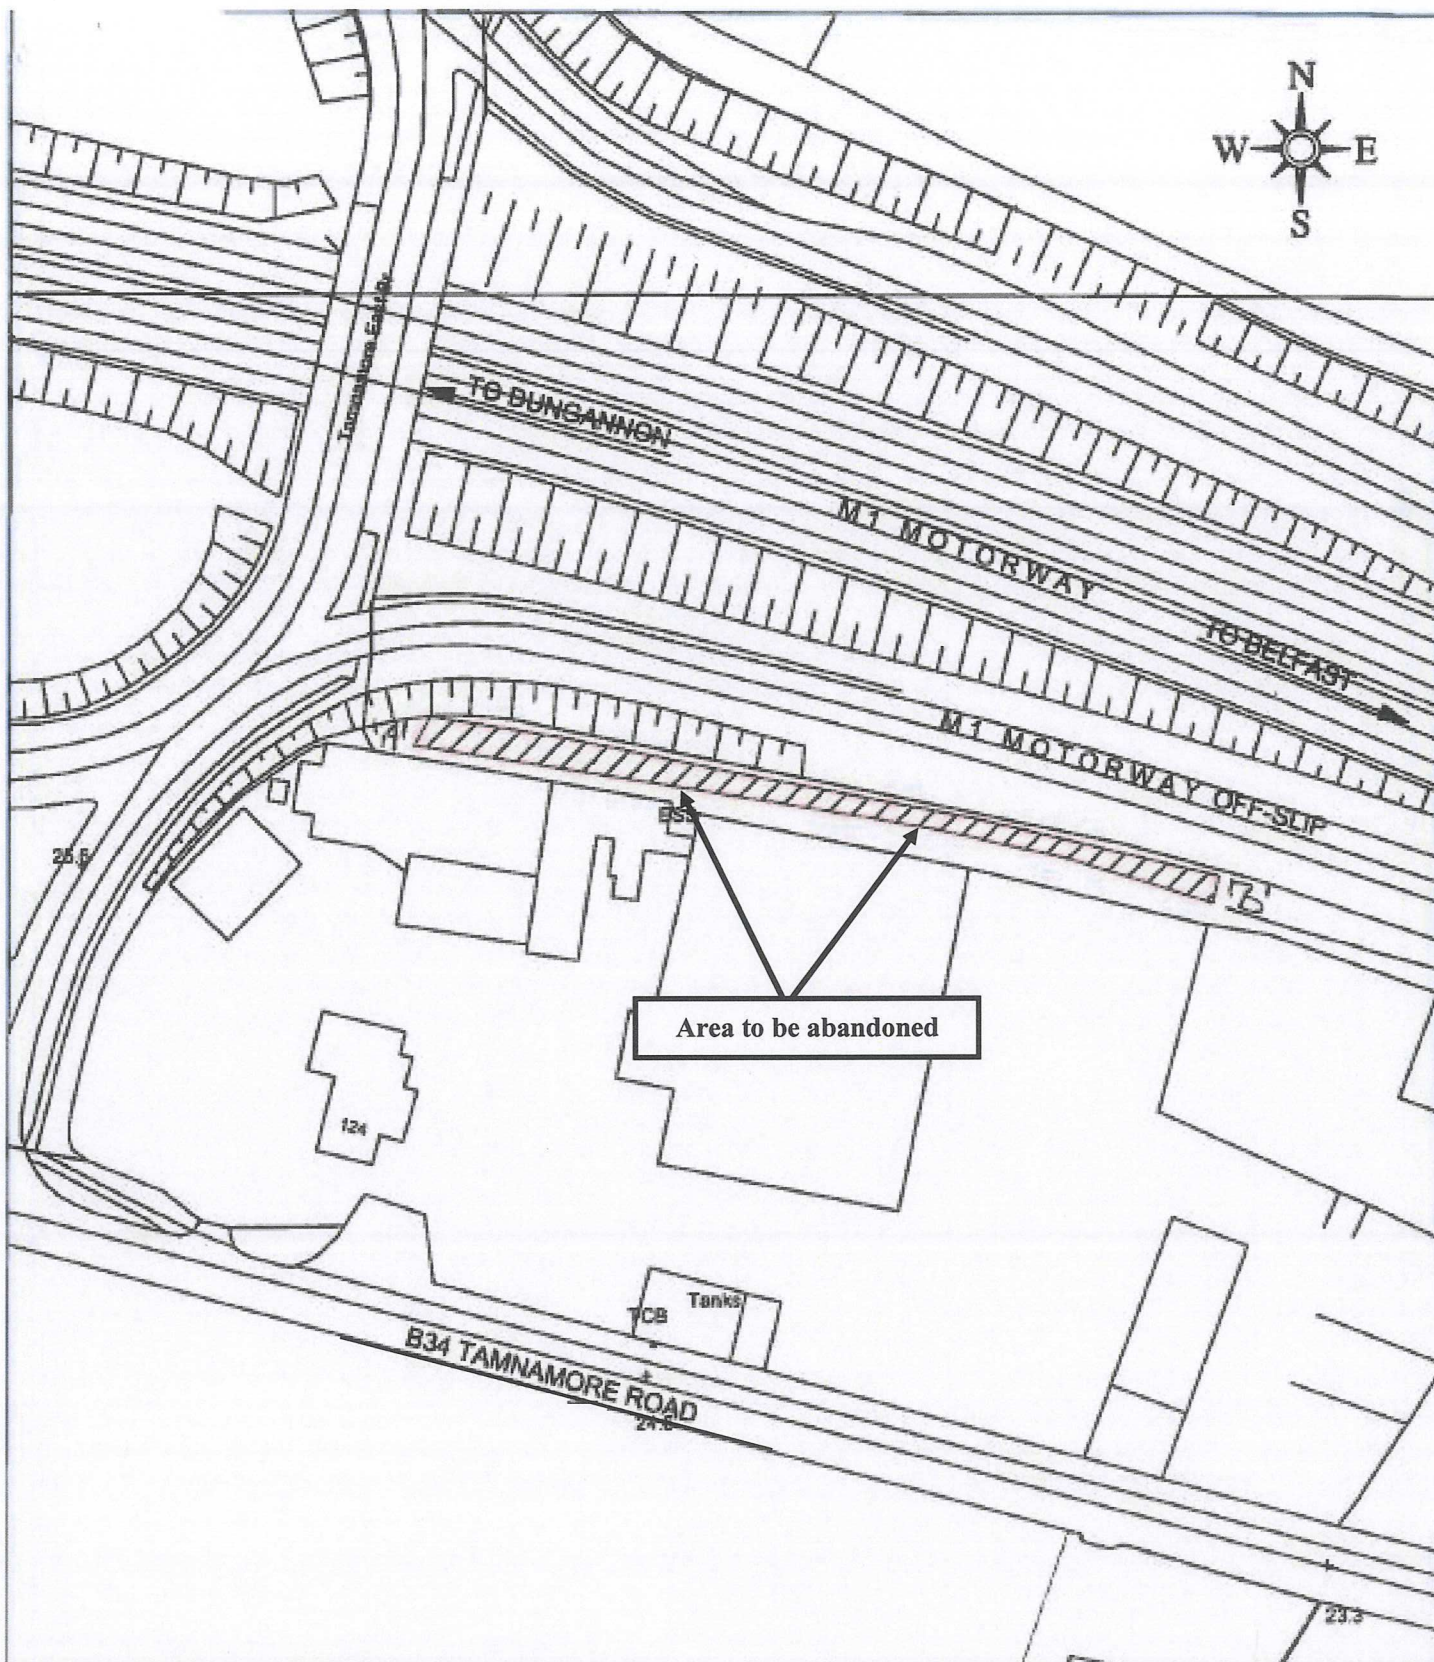 N
W E
S
TO DUNGANNON
M1 MOTORWAY
TO BELFAST
M1 MOTORWAY OFF-SLIP
'A'
'B'
25.5
Area to be abandoned
124
Tanks
TCB
B34 TAMNAMORE ROAD
24.6
23.3